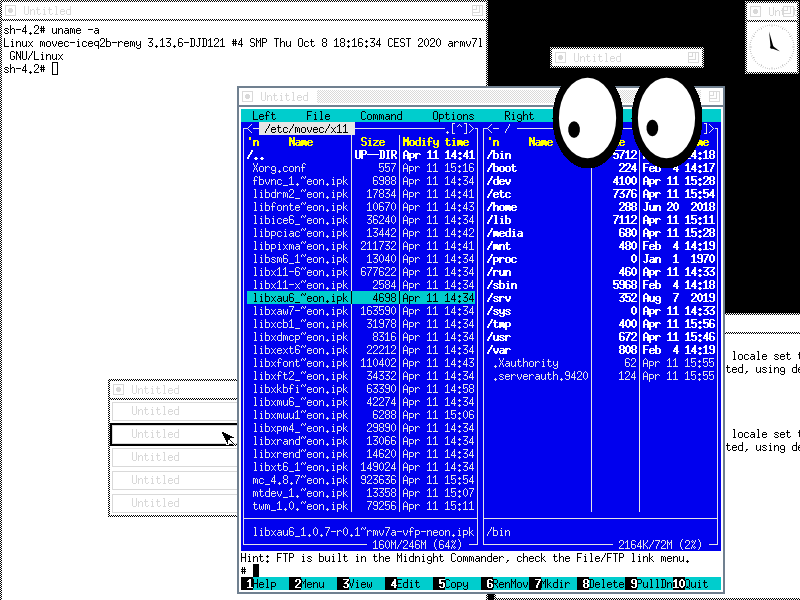 Untitled
sh-4.2# uname -a
Linux movec-iceq2b-remy 3.13.6-DJD121 #4 SMP Thu Oct 8 18:16:34 CEST 2020 armv7l
GNU/Linux
sh-4.2#
Untitled
Untitled
Left File Command Options Right
/etc/movec/x11 .[^]>
'n Name Size Modify time
/.. UP--DIR Apr 11 14:41
Xorg.conf 557 Apr 11 15:16
fbvnc_1.~eon.ipk 6988 Apr 11 14:34
libdrm2_~eon.ipk 17834 Apr 11 14:41
libfonte~eon.ipk 10670 Apr 11 14:43
libice6_~eon.ipk 36240 Apr 11 14:34
libpciac~eon.ipk 13442 Apr 11 14:42
libpixma~eon.ipk 211732 Apr 11 14:41
libsm6_1~eon.ipk 13040 Apr 11 14:34
libx11-6~eon.ipk 677622 Apr 11 14:34
libx11-x~eon.ipk 2584 Apr 11 14:34
libxau6_~eon.ipk 4698 Apr 11 14:34
libxaw7-~eon.ipk 163590 Apr 11 14:34
libxcb1_~eon.ipk 31978 Apr 11 14:34
libxdmcp~eon.ipk 8316 Apr 11 14:34
libxext6~eon.ipk 22212 Apr 11 14:34
libxfont~eon.ipk 110402 Apr 11 14:43
libxft2_~eon.ipk 34332 Apr 11 14:34
libxkbfi~eon.ipk 63390 Apr 11 14:58
libxmu6_~eon.ipk 42274 Apr 11 14:34
libxmuu1~eon.ipk 6288 Apr 11 15:06
libxpm4_~eon.ipk 29890 Apr 11 14:34
libxrand~eon.ipk 13066 Apr 11 14:34
libxrend~eon.ipk 14620 Apr 11 14:34
libxt6_1~eon.ipk 149024 Apr 11 14:34
mc_4.8.7~eon.ipk 923636 Apr 11 15:54
mtdev_1.~eon.ipk 13358 Apr 11 15:07
twm_1.0.~eon.ipk 79256 Apr 11 15:11
libxau6_1.0.7-r0.1~rmv7a-vfp-neon.ipk
160M/246M (64%)
<- / ]>
'n Name me
/bin 5712 14:18
/boot 224 Feb 4 14:17
/dev 4100 Apr 11 15:28
/etc 7376 Apr 11 15:54
/home 288 Jun 20 2018
/lib 7112 Apr 11 15:11
/media 680 Apr 11 15:28
/mnt 480 Feb 4 14:19
/proc 0 Jan 1 1970
/run 460 Apr 11 14:33
/sbin 5968 Feb 4 14:18
/srv 352 Aug 7 2019
/sys 0 Apr 11 14:33
/tmp 400 Apr 11 15:56
/usr 672 Apr 11 15:46
/var 808 Feb 4 14:19
.Xauthority 62 Apr 11 15:55
.serverauth.9420 124 Apr 11 15:55
/bin
2164K/72M (2%)
Hint: FTP is built in the Midnight Commander, check the File/FTP link menu.
#
1Help 2Menu 3View 4Edit 5Copy 6RenMov 7Mkdir 8Delete 9PullDn 10Quit
Untitled
Untitled
Untitled
Untitled
Untitled
Untitled
locale set t
ted, using de
locale set t
ted, using de